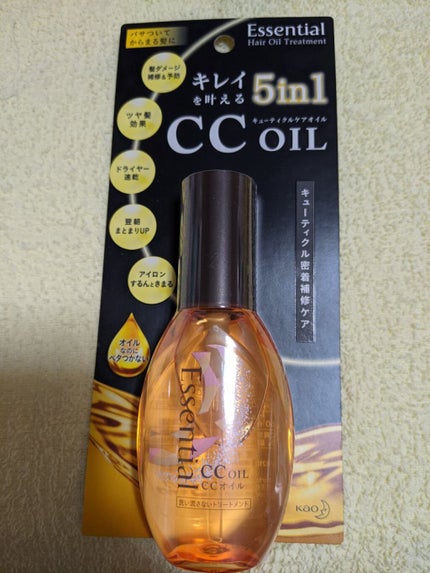 パサついて
からまる髪に
Essential
Hair Oil Treatment
髪ダメージ
補修&予防
キレイ
を叶える
5in1
キューティクルケアオイル
CC OIL
ツヤ髪
効果
ドライヤー
速乾
翌朝
まとまりUP
アイロン
するんときまる
キューティクル密着補修ケア
オイル
なのに
ベタつかない
Essential
CC OIL
CCオイル
洗い流さないトリートメント
Kao